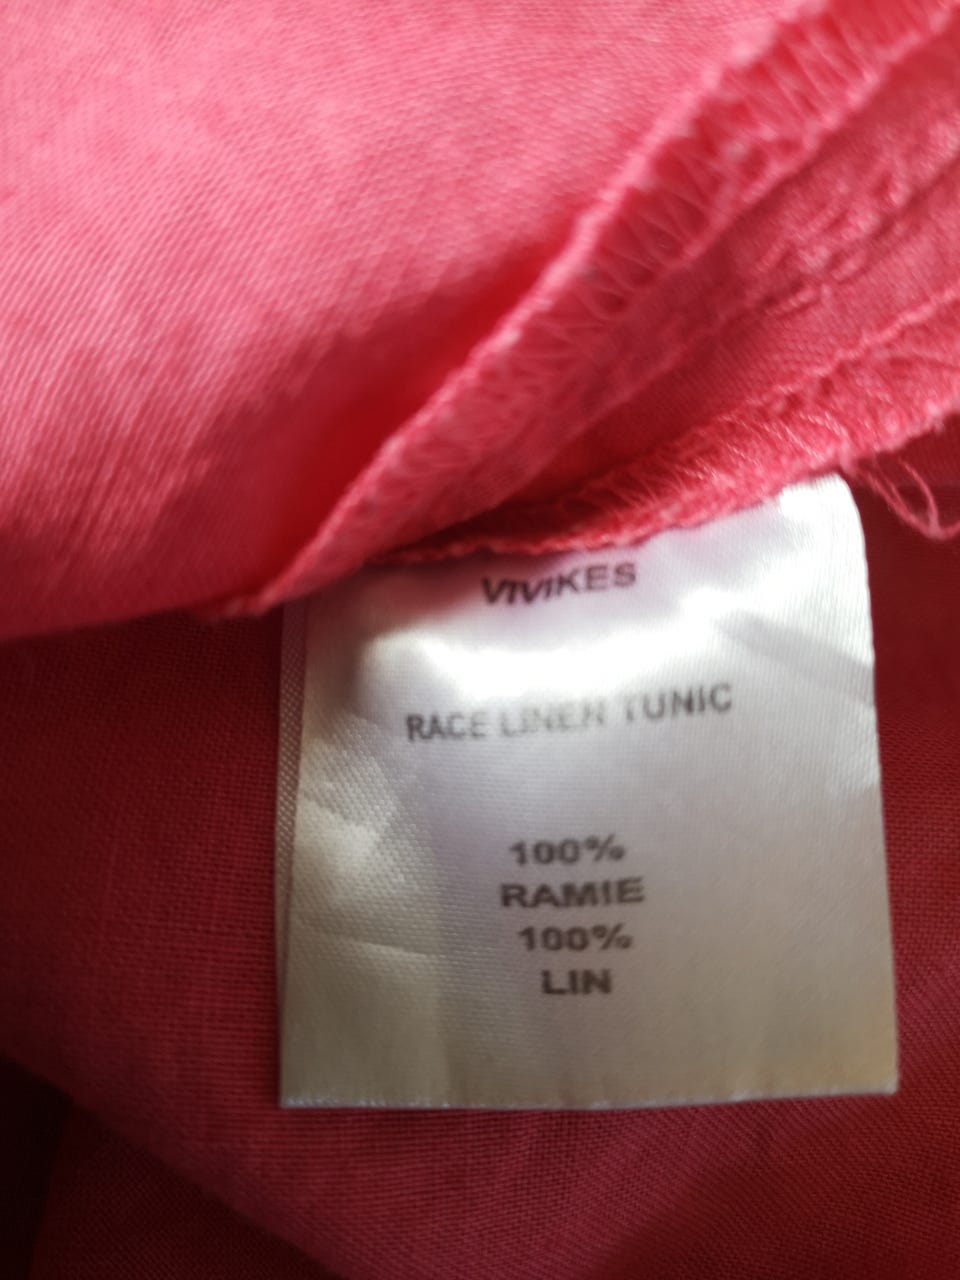 VIVIKES
RACE LINEN TUNIC
100%
RAMIE
100%
LIN